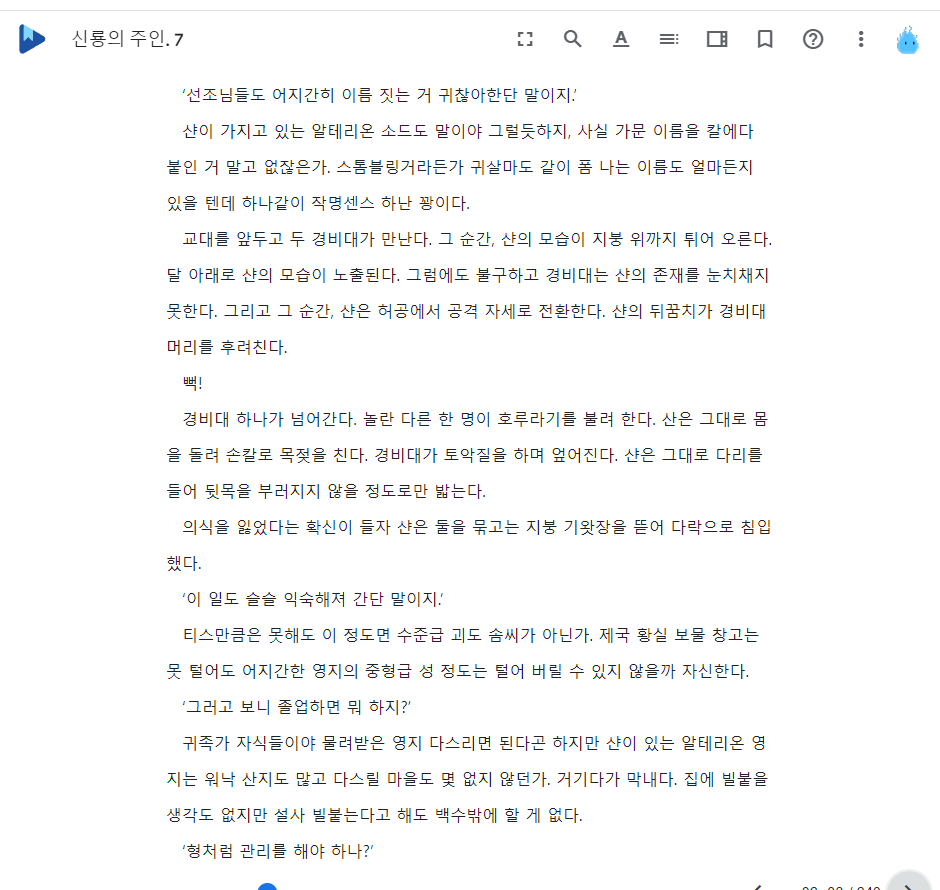 신룡의 주인. 7
‘선조님들도 어지간히 이름 짓는 거 귀찮아한단 말이지.’
샨이 가지고 있는 알테리온 소드도 말이야 그럴듯하지, 사실 가문 이름을 칼에다
붙인 거 말고 없잖은가. 스톰블링거라든가 귀살마도 같이 폼 나는 이름도 얼마든지
있을 텐데 하나같이 작명센스 하난 꽝이다.
교대를 앞두고 두 경비대가 만난다. 그 순간, 샨의 모습이 지붕 위까지 튀어 오른다.
달 아래로 샨의 모습이 노출된다. 그럼에도 불구하고 경비대는 샨의 존재를 눈치채지
못한다. 그리고 그 순간, 샨은 허공에서 공격 자세로 전환한다. 샨의 뒤꿈치가 경비대
머리를 후려친다.
뻑!
경비대 하나가 넘어간다. 놀란 다른 한 명이 호루라기를 불려 한다. 산은 그대로 몸
을 돌려 손칼로 목젖을 친다. 경비대가 토악질을 하며 엎어진다. 샨은 그대로 다리를
들어 뒷목을 부러지지 않을 정도로만 밟는다.
의식을 잃었다는 확신이 들자 샨은 둘을 묶고는 지붕 기왓장을 뜯어 다락으로 침입
했다.
‘이 일도 슬슬 익숙해져 간단 말이지.’
티스만큼은 못해도 이 정도면 수준급 괴도 솜씨가 아닌가. 제국 황실 보물 창고는
못 털어도 어지간한 영지의 중형급 성 정도는 털어 버릴 수 있지 않을까 자신한다.
‘그러고 보니 졸업하면 뭐 하지?’
귀족가 자식들이야 물려받은 영지 다스리면 된다곤 하지만 샨이 있는 알테리온 영
지는 워낙 산지도 많고 다스릴 마을도 몇 없지 않던가. 거기다가 막내다. 집에 빌붙을
생각도 없지만 설사 빌붙는다고 해도 백수밖에 할 게 없다.
‘형처럼 관리를 해야 하나?’